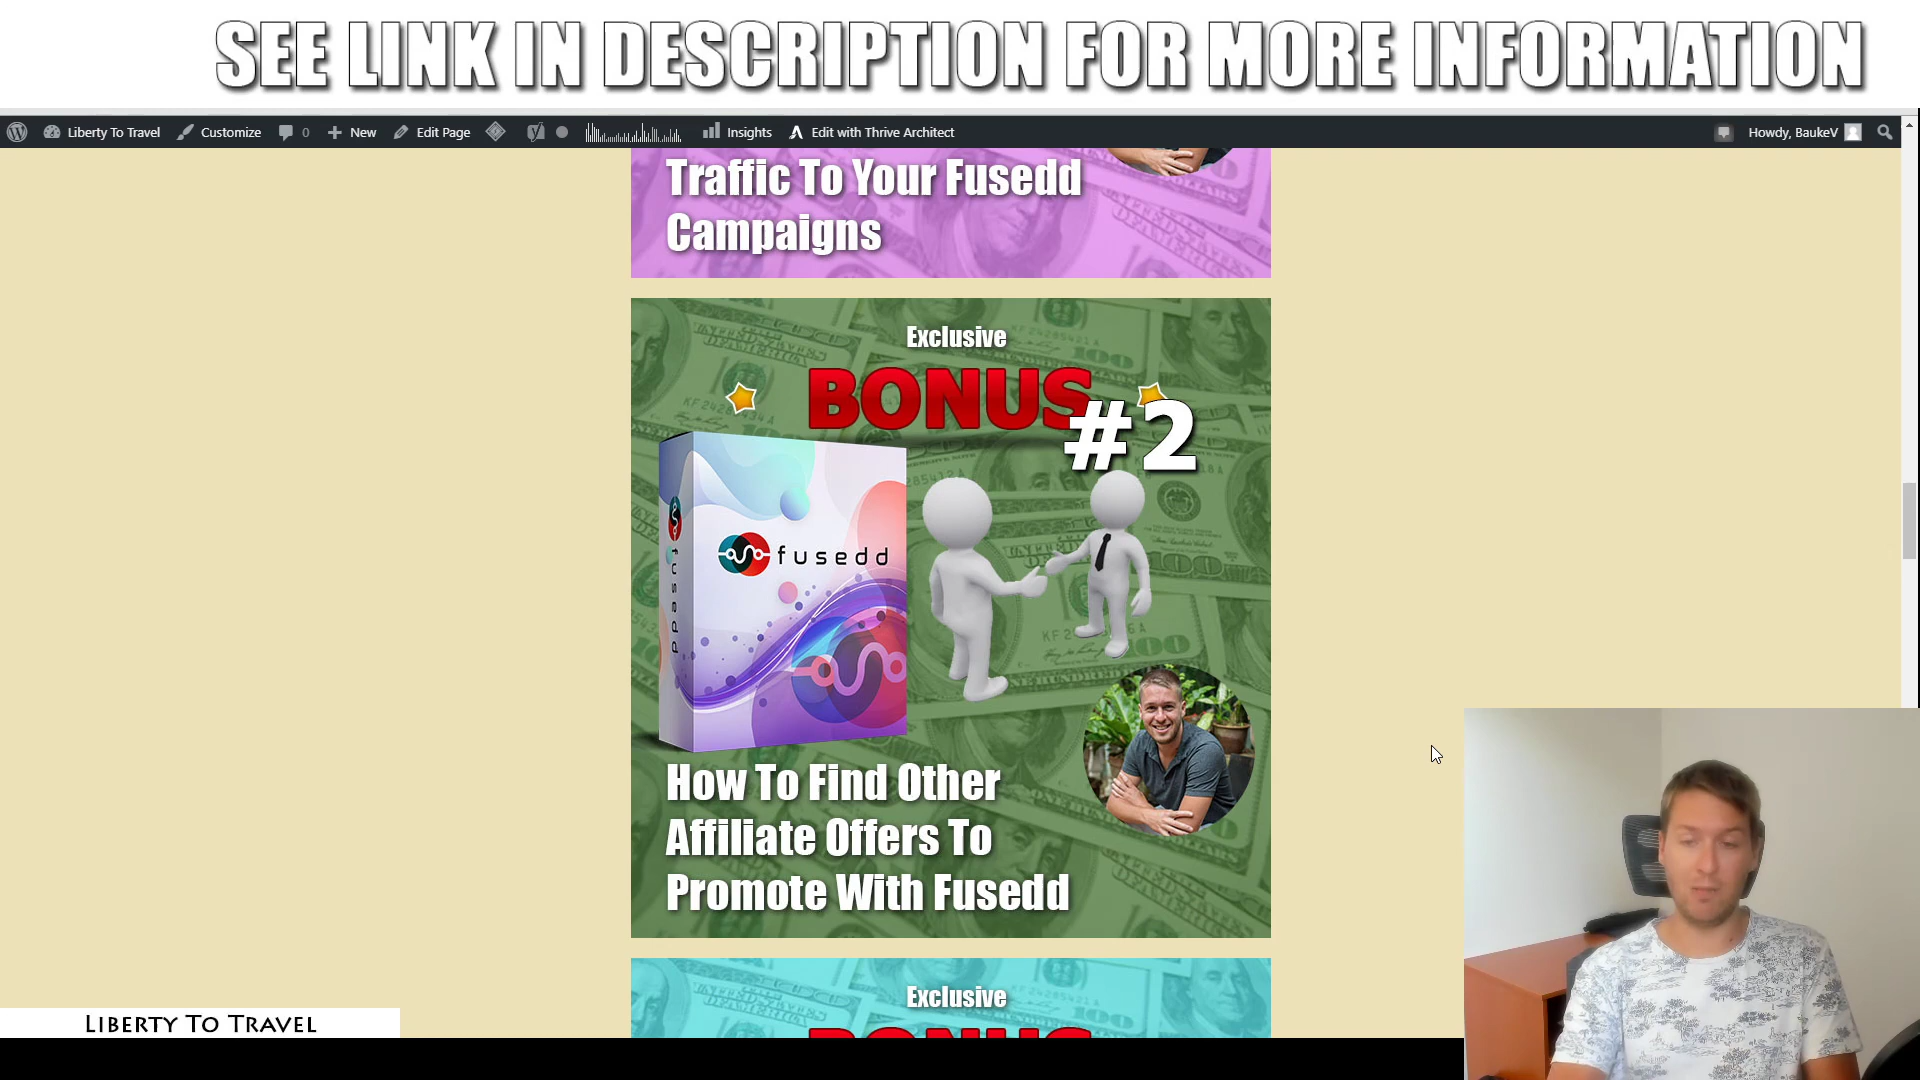 SEE LINK IN DESCRIPTION FOR MORE INFORMATION
Liberty To Travel Customize 0 New Edit Page Insights Edit with Thrive Architect Howdy, BaukeV
Traffic To Your Fusedd
Campaigns
Exclusive
BONUS
#2
fusedd
fusedd
How To Find Other
Affiliate Offers To
Promote With Fusedd
Exclusive
BONUS
LIBERTY TO TRAVEL